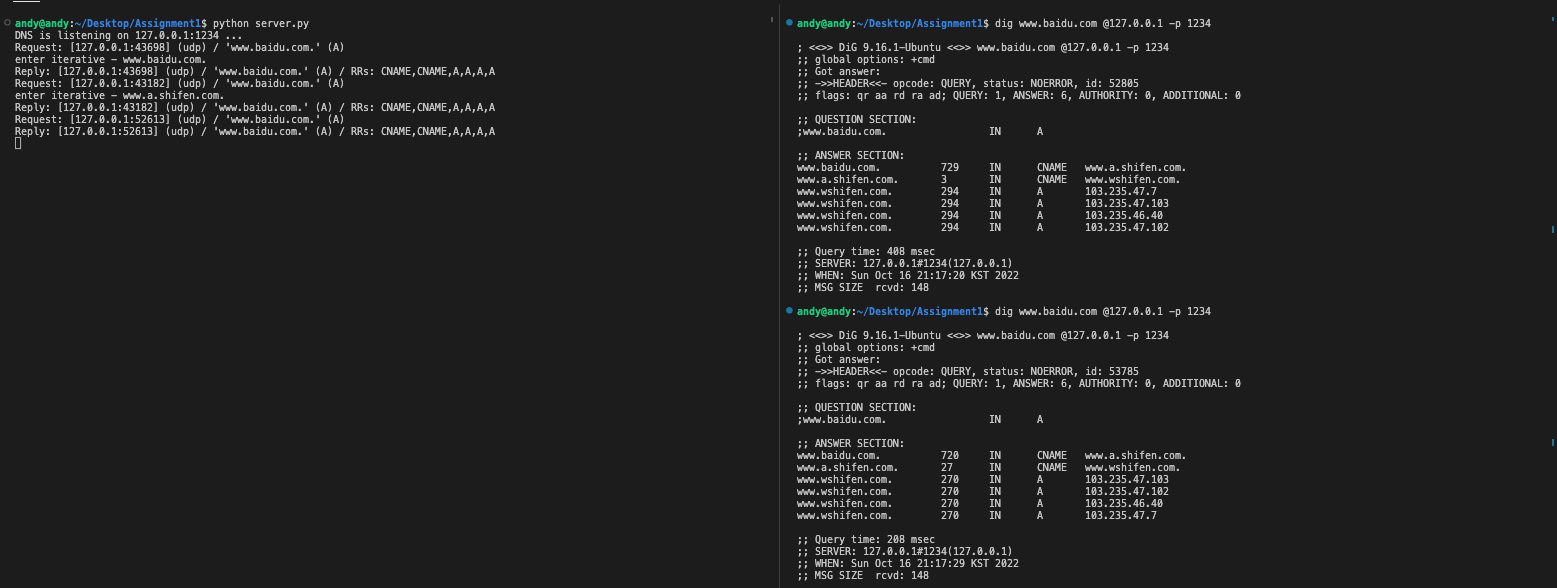 andy@andy:~/Desktop/Assignment1$ python server.py
DNS is listening on 127.0.0.1:1234 ...
Request: [127.0.0.1:43698] (udp) / 'www.baidu.com.' (A)
enter iterative - www.baidu.com.
Reply: [127.0.0.1:43698] (udp) / 'www.baidu.com.' (A) / RRs: CNAME,CNAME,A,A,A,A
Request: [127.0.0.1:43182] (udp) / 'www.baidu.com.' (A)
enter iterative - www.a.shifen.com.
Reply: [127.0.0.1:43182] (udp) / 'www.baidu.com.' (A) / RRs: CNAME,CNAME,A,A,A,A
Request: [127.0.0.1:52613] (udp) / 'www.baidu.com.' (A)
Reply: [127.0.0.1:52613] (udp) / 'www.baidu.com.' (A) / RRs: CNAME,CNAME,A,A,A,A
andy@andy:~/Desktop/Assignment1$ dig www.baidu.com @127.0.0.1 -p 1234
; <<>> DiG 9.16.1-Ubuntu <<>> www.baidu.com @127.0.0.1 -p 1234
;; global options: +cmd
;; Got answer:
;; ->>HEADER<<- opcode: QUERY, status: NOERROR, id: 52805
;; flags: qr aa rd ra ad; QUERY: 1, ANSWER: 6, AUTHORITY: 0, ADDITIONAL: 0
;; QUESTION SECTION:
;www.baidu.com. IN A
;; ANSWER SECTION:
www.baidu.com. 729 IN CNAME www.a.shifen.com.
www.a.shifen.com. 3 IN CNAME www.wshifen.com.
www.wshifen.com. 294 IN A 103.235.47.7
www.wshifen.com. 294 IN A 103.235.47.103
www.wshifen.com. 294 IN A 103.235.46.40
www.wshifen.com. 294 IN A 103.235.47.102
;; Query time: 408 msec
;; SERVER: 127.0.0.1#1234(127.0.0.1)
;; WHEN: Sun Oct 16 21:17:20 KST 2022
;; MSG SIZE rcvd: 148
andy@andy:~/Desktop/Assignment1$ dig www.baidu.com @127.0.0.1 -p 1234
; <<>> DiG 9.16.1-Ubuntu <<>> www.baidu.com @127.0.0.1 -p 1234
;; global options: +cmd
;; Got answer:
;; ->>HEADER<<- opcode: QUERY, status: NOERROR, id: 53785
;; flags: qr aa rd ra ad; QUERY: 1, ANSWER: 6, AUTHORITY: 0, ADDITIONAL: 0
;; QUESTION SECTION:
;www.baidu.com. IN A
;; ANSWER SECTION:
www.baidu.com. 720 IN CNAME www.a.shifen.com.
www.a.shifen.com. 27 IN CNAME www.wshifen.com.
www.wshifen.com. 270 IN A 103.235.47.103
www.wshifen.com. 270 IN A 103.235.47.102
www.wshifen.com. 270 IN A 103.235.46.40
www.wshifen.com. 270 IN A 103.235.47.7
;; Query time: 208 msec
;; SERVER: 127.0.0.1#1234(127.0.0.1)
;; WHEN: Sun Oct 16 21:17:29 KST 2022
;; MSG SIZE rcvd: 148